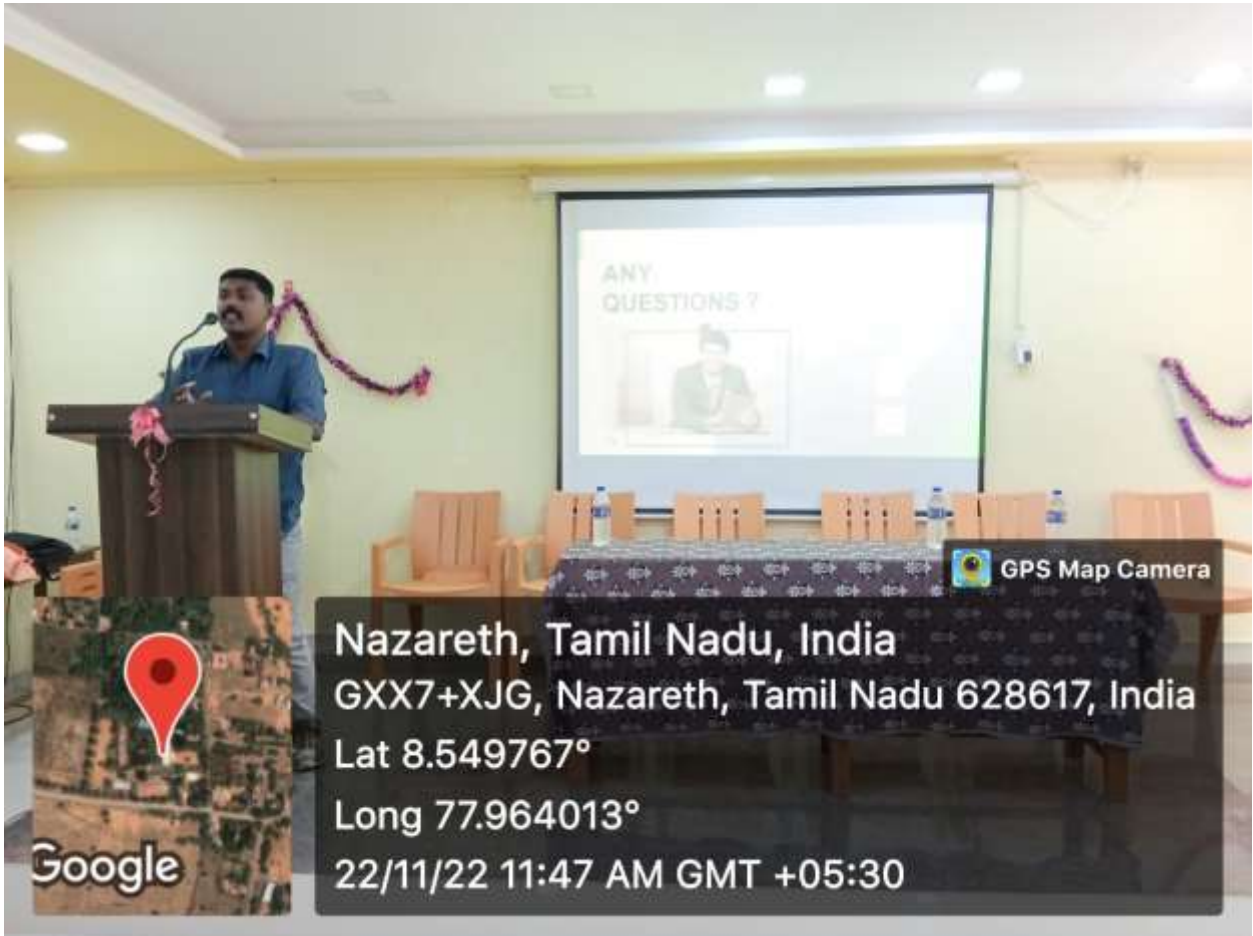 ANY
QUESTIONS ?
GPS Map Camera
Nazareth, Tamil Nadu, India
GXX7+XJG, Nazareth, Tamil Nadu 628617, India
Lat 8.549767°
Long 77.964013°
22/11/22 11:47 AM GMT +05:30
Google